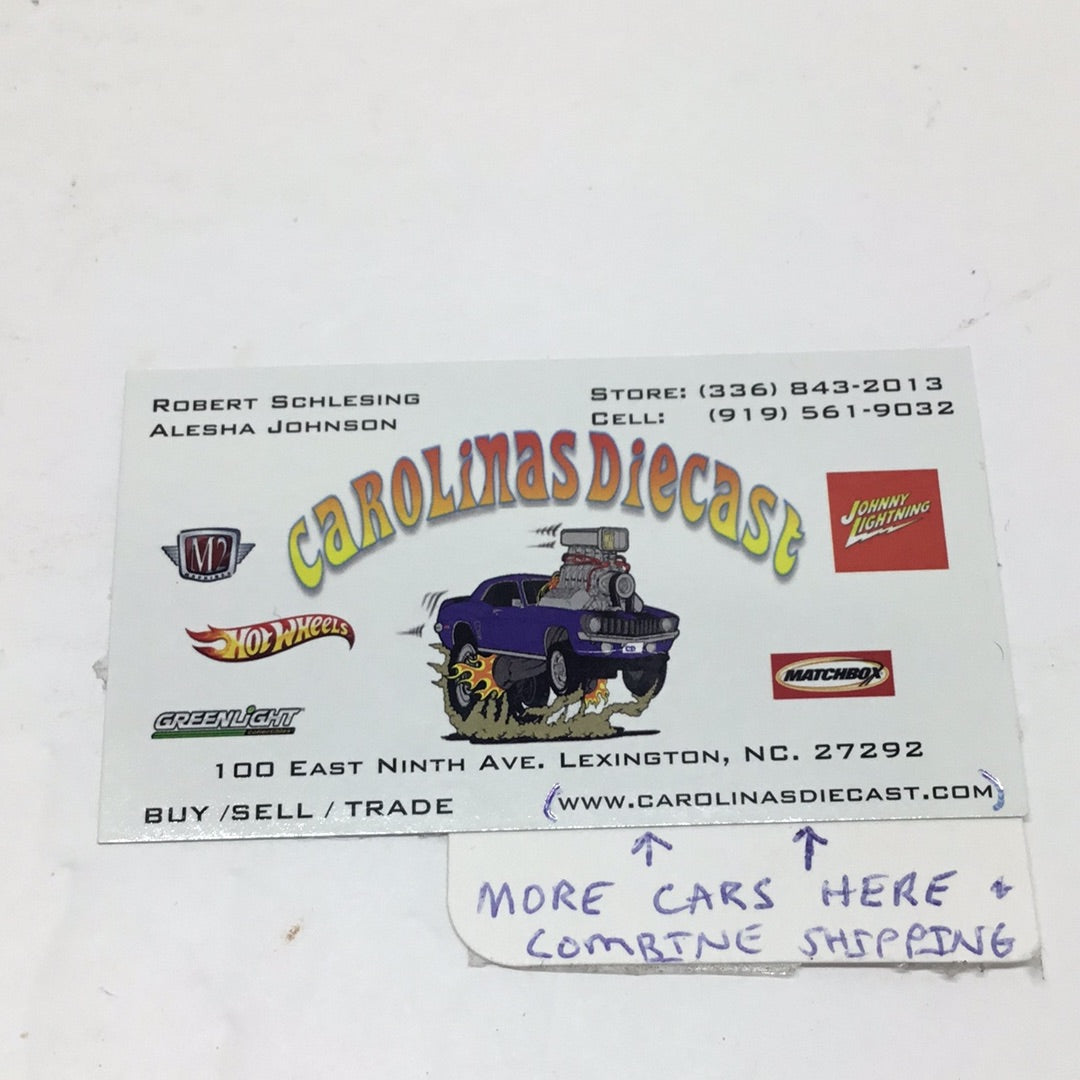 ROBERT SCHLESING
ALESHA JOHNSON
STORE: (336) 843-2013
CELL: (919) 561-9032
CAROLINAS DIECAST
M2
JOHNNY
LIGHTNING
HOT WHEELS
MATCHBOX
GREENLIGHT
collectibles
CD
100 EAST NINTH AVE. LEXINGTON, NC. 27292
BUY /SELL / TRADE
(WWW.CAROLINASDIECAST.COM)
MORE CARS HERE +
COMBINE SHIPPING